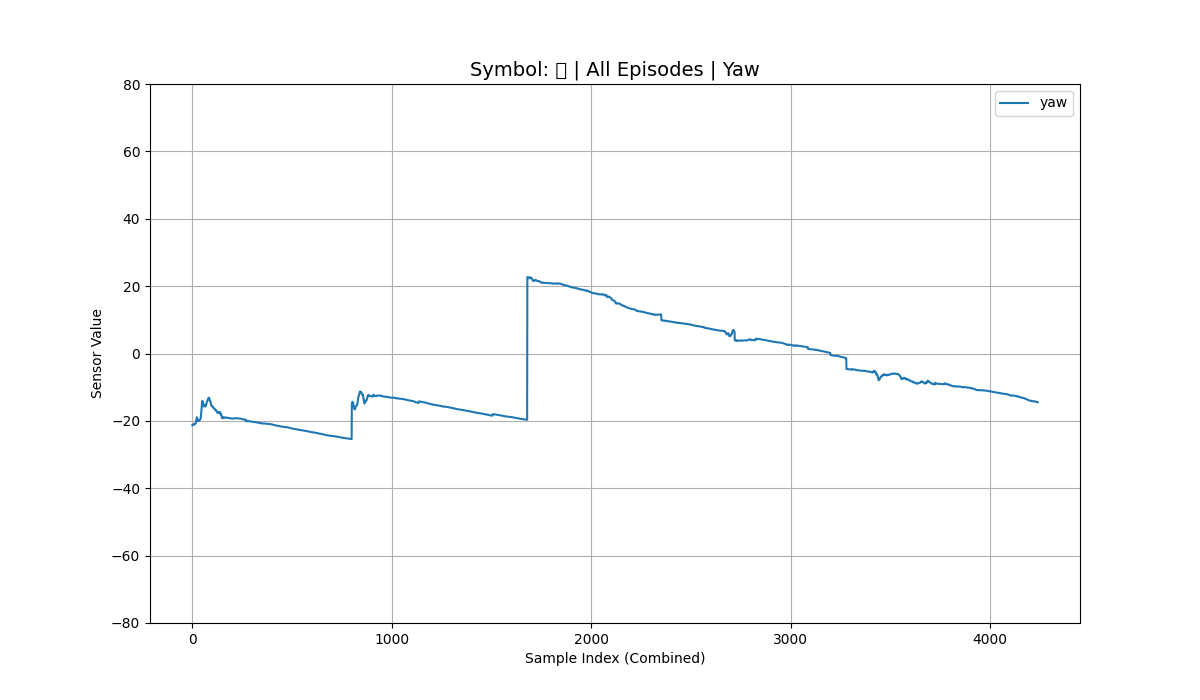 Symbol: ▯ | All Episodes | Yaw
yaw
80
60
40
20
0
−20
−40
−60
−80
Sensor Value
0 1000 2000 3000 4000
Sample Index (Combined)